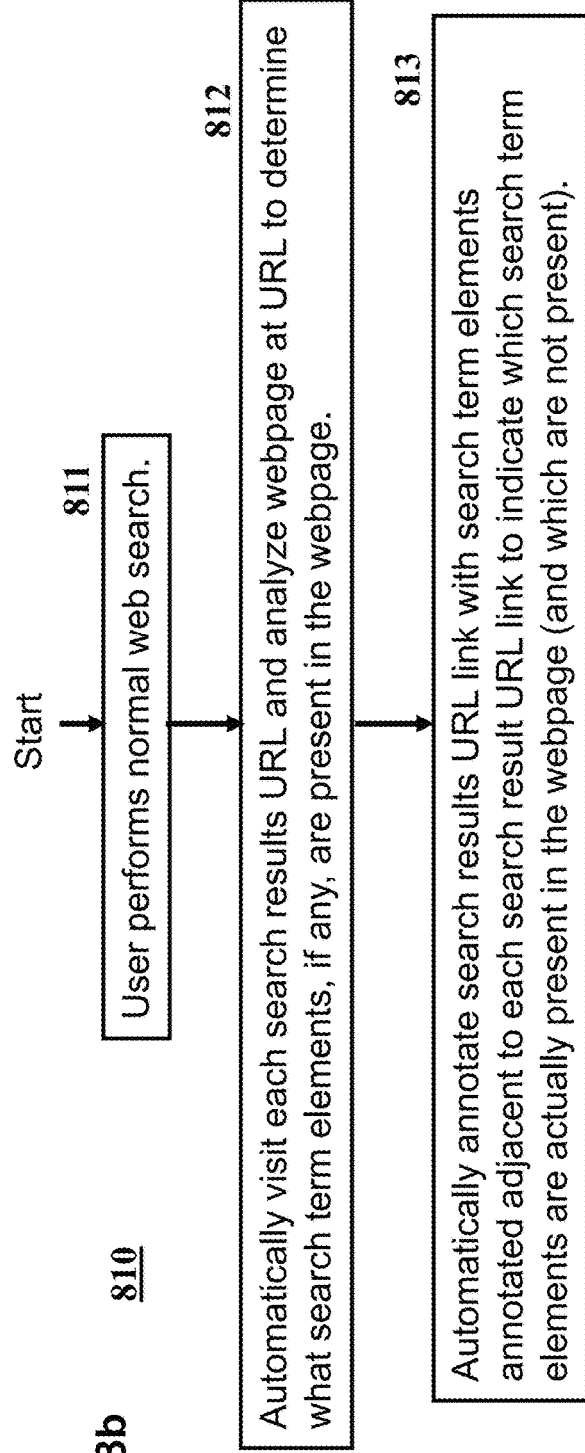 3b
810
Start
811
User performs normal web search.
812
Automatically visit each search results URL and analyze webpage at URL to determine
what search term elements, if any, are present in the webpage.
813
Automatically annotate search results URL link with search term elements
annotated adjacent to each search result URL link to indicate which search term
elements are actually present in the webpage (and which are not present).